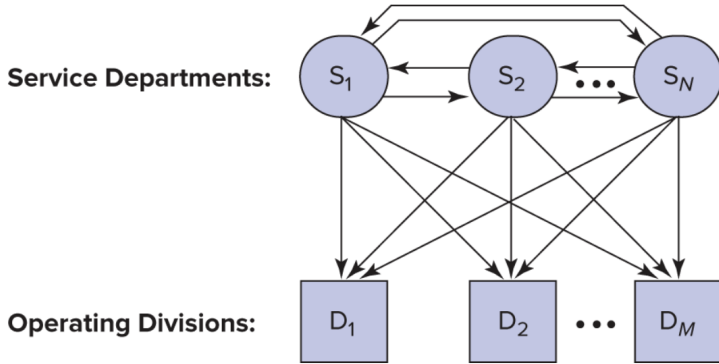 Service Departments: S1 S2 ••• SN
Operating Divisions: D1 D2 ••• DM